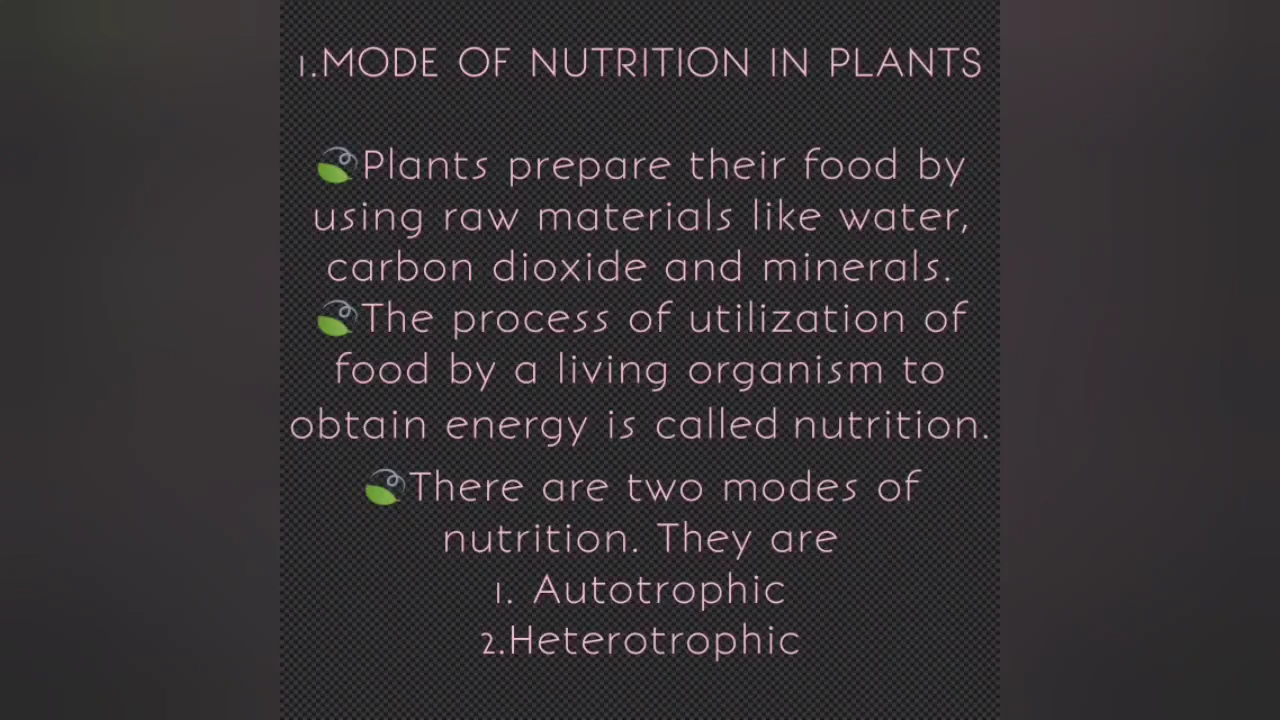 1.MODE OF NUTRITION IN PLANTS
🍃Plants prepare their food by
using raw materials like water,
carbon dioxide and minerals.
🍃The process of utilization of
food by a living organism to
obtain energy is called nutrition.
🍃There are two modes of
nutrition. They are
1. Autotrophic
2.Heterotrophic